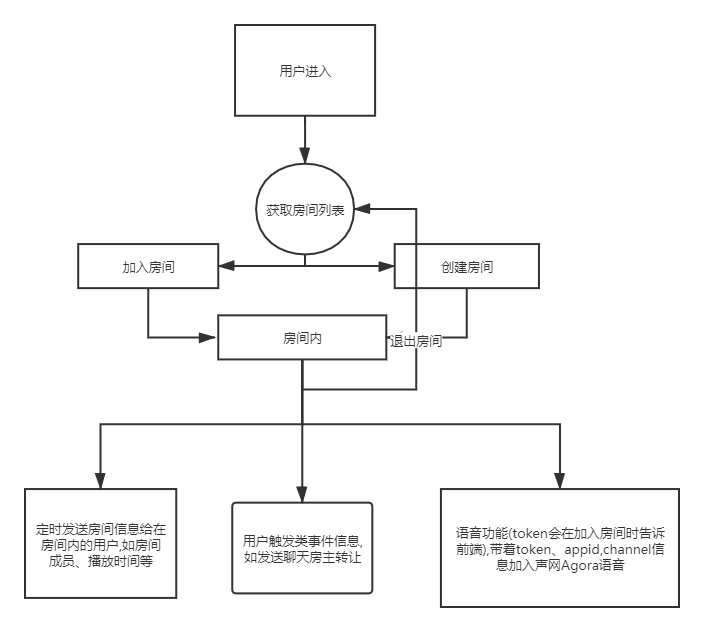 用户进入
获取房间列表
加入房间
创建房间
房间内
退出房间
定时发送房间信息给在
房间内的用户,如房间
成员、播放时间等
用户触发类事件信息,
如发送聊天房主转让
语音功能(token会在加入房间时告诉
前端),带着token、appid,channel信
息加入声网Agora语音